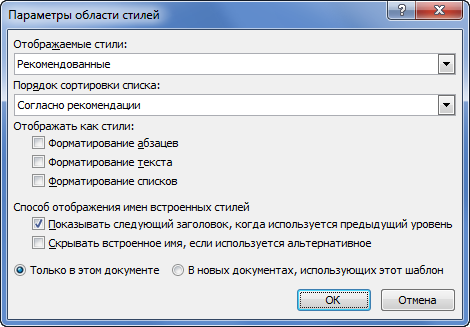 Параметры области стилей
Отображаемые стили:
Рекомендованные
Порядок сортировки списка:
Согласно рекомендации
Отображать как стили:
Форматирование абзацев
Форматирование текста
Форматирование списков
Способ отображения имен встроенных стилей
Показывать следующий заголовок, когда используется предыдущий уровень
Скрывать встроенное имя, если используется альтернативное
Только в этом документе В новых документах, использующих этот шаблон
ОК Отмена